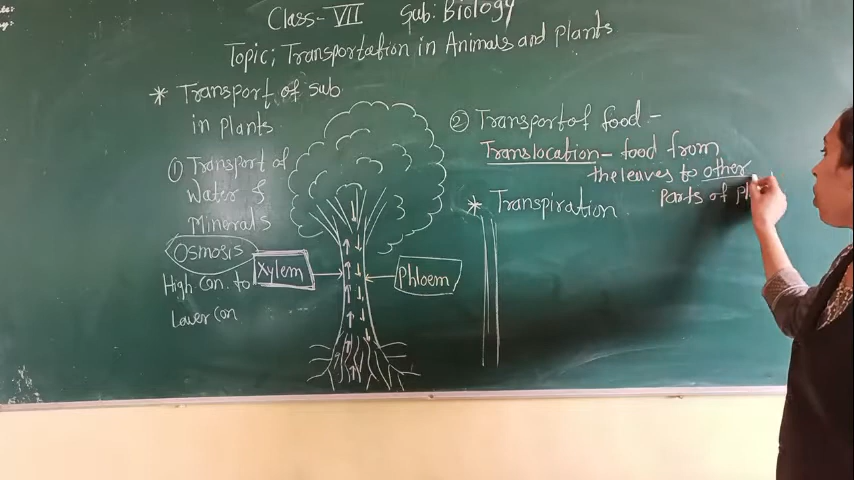 Class-VII Sub: Biology
Topic; Transportation in Animals and plants
* Transport of sub.
in plants
① Transport of
Water &
Minerals
Osmosis
High Con. to
Lower Con
Xylem
Phloem
② Transport of food -
Translocation - food from
the leaves to other
Parts of
* Transpiration